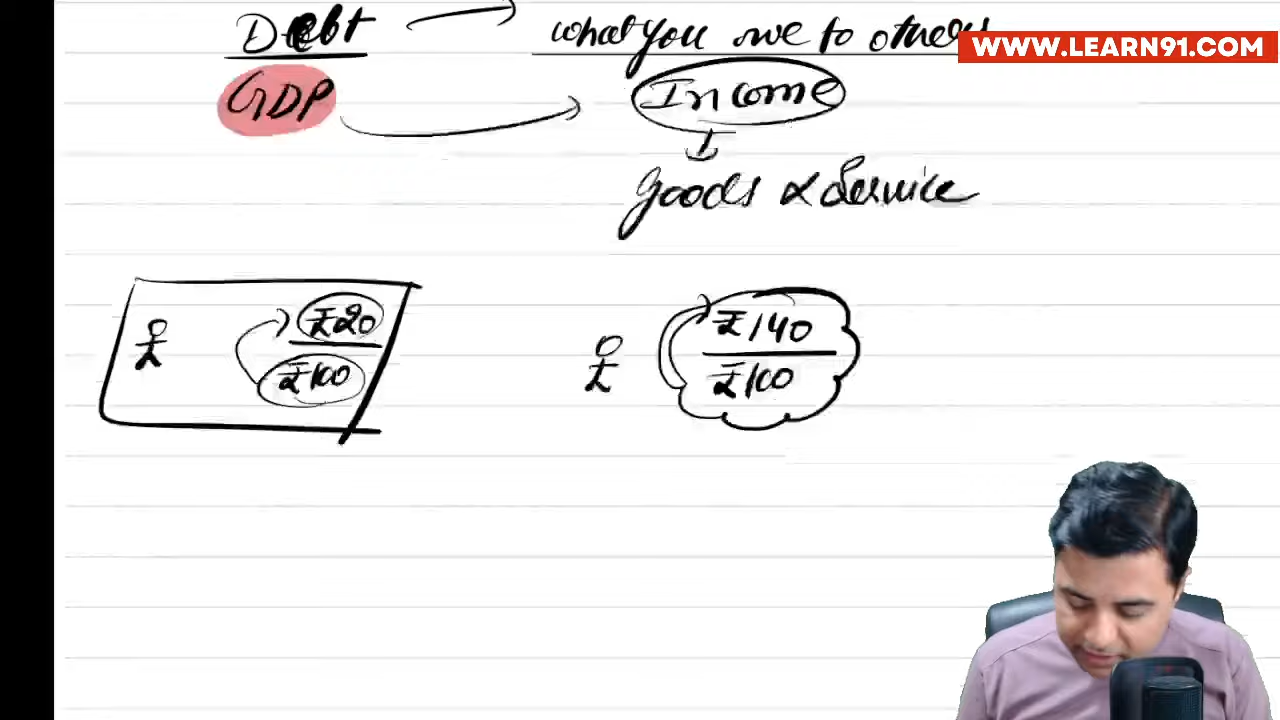 Debt → what you owe to others
WWW.LEARN91.COM
GDP → Income
Goods & Service
₹20
₹100
₹140
₹100